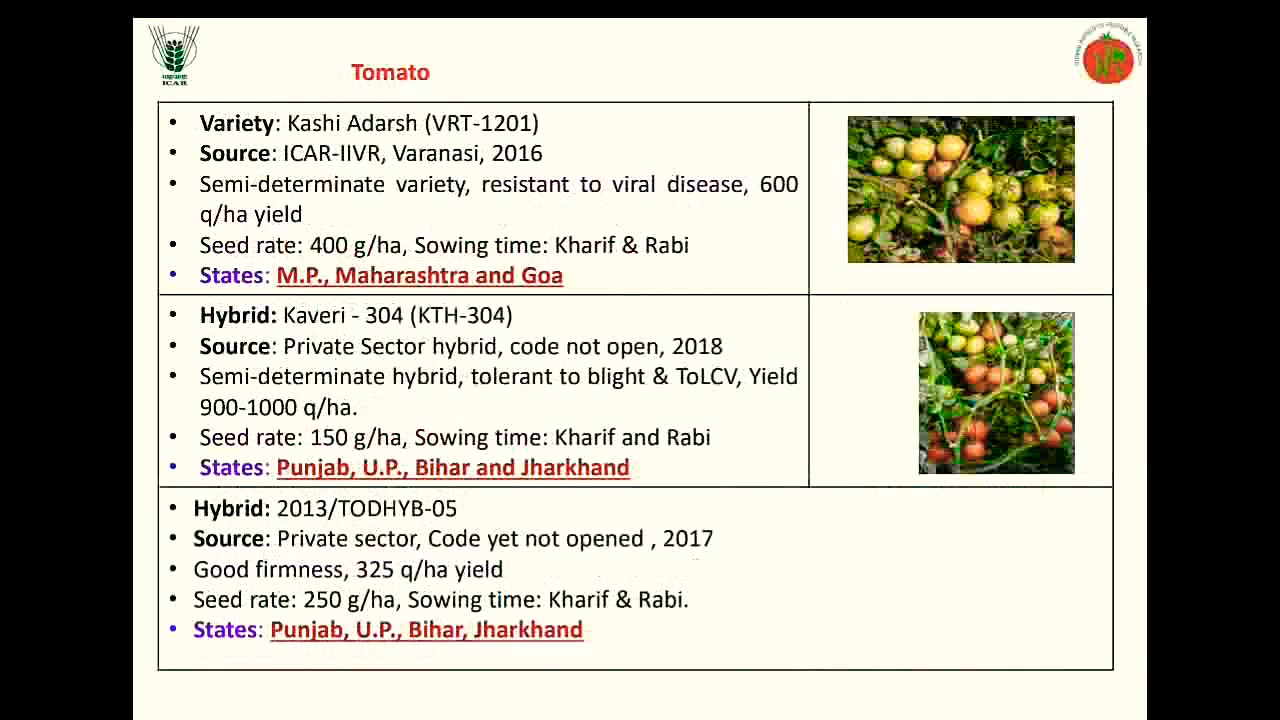 ICAR
Tomato
• Variety: Kashi Adarsh (VRT-1201)
• Source: ICAR-IIVR, Varanasi, 2016
• Semi-determinate variety, resistant to viral disease, 600
q/ha yield
• Seed rate: 400 g/ha, Sowing time: Kharif & Rabi
• States: M.P., Maharashtra and Goa
• Hybrid: Kaveri - 304 (KTH-304)
• Source: Private Sector hybrid, code not open, 2018
• Semi-determinate hybrid, tolerant to blight & ToLCV, Yield
900-1000 q/ha.
• Seed rate: 150 g/ha, Sowing time: Kharif and Rabi
• States: Punjab, U.P., Bihar and Jharkhand
• Hybrid: 2013/TODHYB-05
• Source: Private sector, Code yet not opened , 2017
• Good firmness, 325 q/ha yield
• Seed rate: 250 g/ha, Sowing time: Kharif & Rabi.
• States: Punjab, U.P., Bihar, Jharkhand